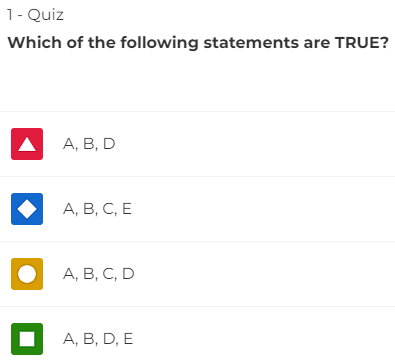 1 - Quiz
Which of the following statements are TRUE?
A, B, D
A, B, C, E
A, B, C, D
A, B, D, E